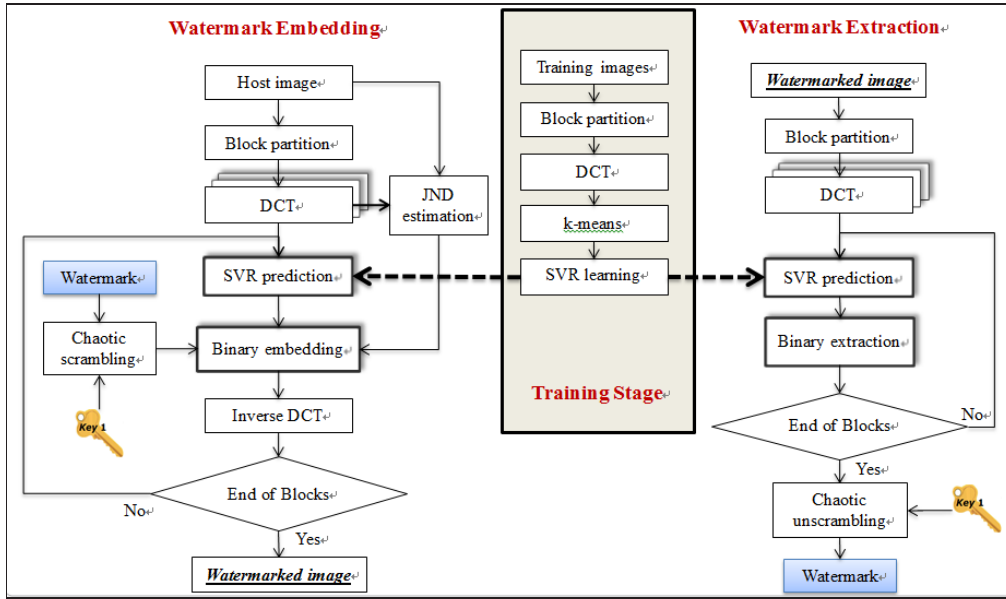 Watermark Embedding
Host image
Block partition
DCT
JND
estimation
SVR prediction
Watermark
Chaotic
scrambling
Key 1
Binary embedding
Inverse DCT
End of Blocks
No
Yes
Watermarked image
Training images
Block partition
DCT
k-means
SVR learning
Training Stage
Watermark Extraction
Watermarked image
Block partition
DCT
SVR prediction
Binary extraction
End of Blocks
No
Yes
Chaotic
unscrambling
Key 1
Watermark